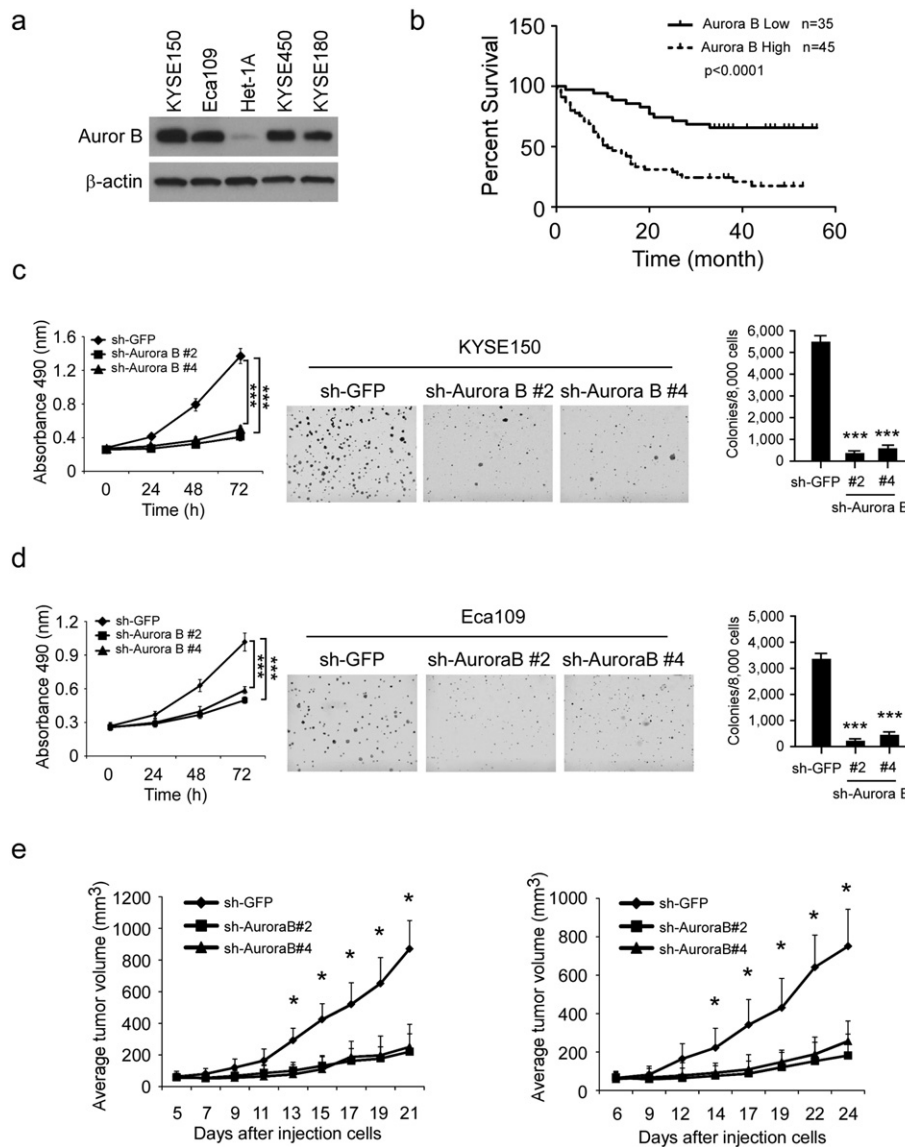 a
KYSE150
Eca109
Het-1A
KYSE450
KYSE180
Auror B
β-actin
b
Aurora B Low n=35
Aurora B High n=45
p<0.0001
Percent Survival
150
100
50
0
0 20 40 60
Time (month)
c
Absorbance 490 (nm)
1.6
1.2
0.8
0.4
0
sh-GFP
sh-Aurora B #2
sh-Aurora B #4
***
***
0 24 48 72
Time (h)
KYSE150
sh-GFP sh-Aurora B #2 sh-Aurora B #4
Colonies/8,000 cells
6,000
5,000
4,000
3,000
2,000
1,000
0
*** ***
sh-GFP #2 #4
sh-Aurora B
d
Absorbance 490 (nm)
1.2
0.9
0.6
0.3
0
sh-GFP
sh-Aurora B #2
sh-Aurora B #4
***
***
0 24 48 72
Time (h)
Eca109
sh-GFP sh-AuroraB #2 sh-AuroraB #4
Colonies/8,000 cells
5,000
4,000
3,000
2,000
1,000
0
*** ***
sh-GFP #2 #4
sh-Aurora B
e
Average tumor volume (mm3)
1200
1000
800
600
400
200
0
sh-GFP
sh-AuroraB#2
sh-AuroraB#4
* * * * *
5 7 9 11 13 15 17 19 21
Days after injection cells
Average tumor volume (mm3)
1000
800
600
400
200
0
sh-GFP
sh-AuroraB#2
sh-AuroraB#4
* * * * *
6 9 12 14 17 19 22 24
Days after injection cells